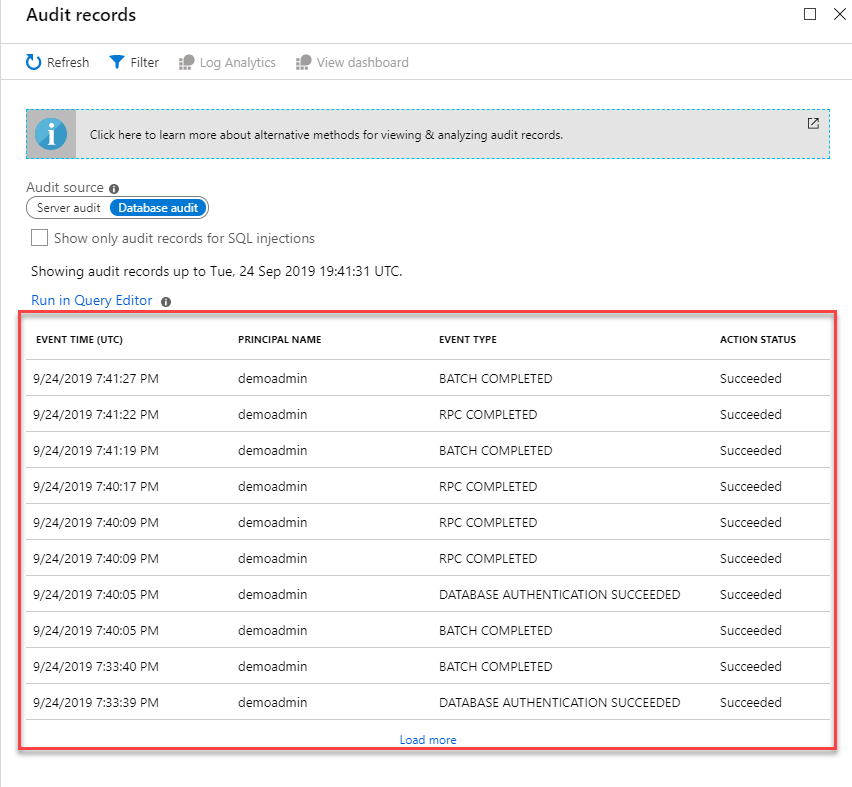 Audit records
Refresh Filter Log Analytics View dashboard
Click here to learn more about alternative methods for viewing & analyzing audit records.
Audit source
Server audit Database audit
Show only audit records for SQL injections
Showing audit records up to Tue, 24 Sep 2019 19:41:31 UTC.
Run in Query Editor
EVENT TIME (UTC) PRINCIPAL NAME EVENT TYPE ACTION STATUS
9/24/2019 7:41:27 PM demoadmin BATCH COMPLETED Succeeded
9/24/2019 7:41:22 PM demoadmin RPC COMPLETED Succeeded
9/24/2019 7:41:19 PM demoadmin BATCH COMPLETED Succeeded
9/24/2019 7:40:17 PM demoadmin RPC COMPLETED Succeeded
9/24/2019 7:40:09 PM demoadmin RPC COMPLETED Succeeded
9/24/2019 7:40:09 PM demoadmin RPC COMPLETED Succeeded
9/24/2019 7:40:05 PM demoadmin DATABASE AUTHENTICATION SUCCEEDED Succeeded
9/24/2019 7:40:05 PM demoadmin BATCH COMPLETED Succeeded
9/24/2019 7:33:40 PM demoadmin BATCH COMPLETED Succeeded
9/24/2019 7:33:39 PM demoadmin DATABASE AUTHENTICATION SUCCEEDED Succeeded
Load more